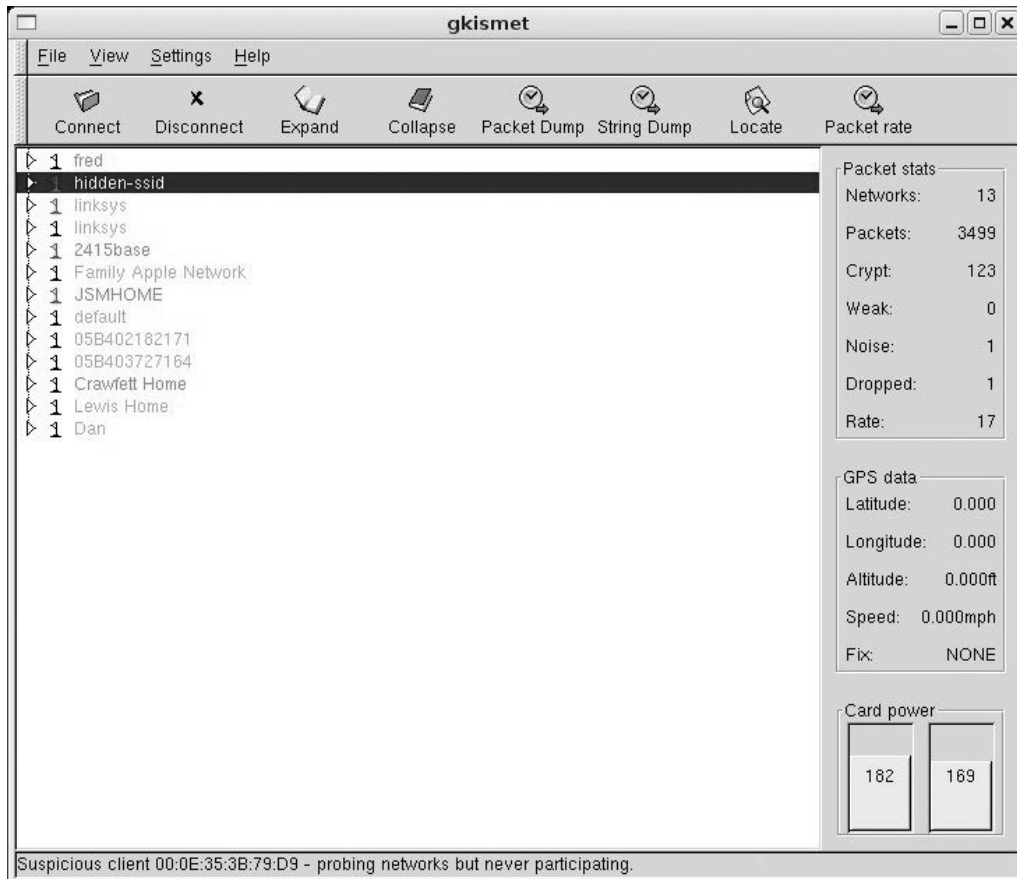 gkismet
File View Settings Help
Connect Disconnect Expand Collapse Packet Dump String Dump Locate Packet rate
1 fred
1 hidden-ssid
1 linksys
1 linksys
1 2415base
1 Family Apple Network
1 JSMHOME
1 default
1 05B402182171
1 05B403727164
1 Crawfett Home
1 Lewis Home
1 Dan
Packet stats
Networks: 13
Packets: 3499
Crypt: 123
Weak: 0
Noise: 1
Dropped: 1
Rate: 17
GPS data
Latitude: 0.000
Longitude: 0.000
Altitude: 0.000ft
Speed: 0.000mph
Fix: NONE
Card power
182 169
Suspicious client 00:0E:35:3B:79:D9 - probing networks but never participating.